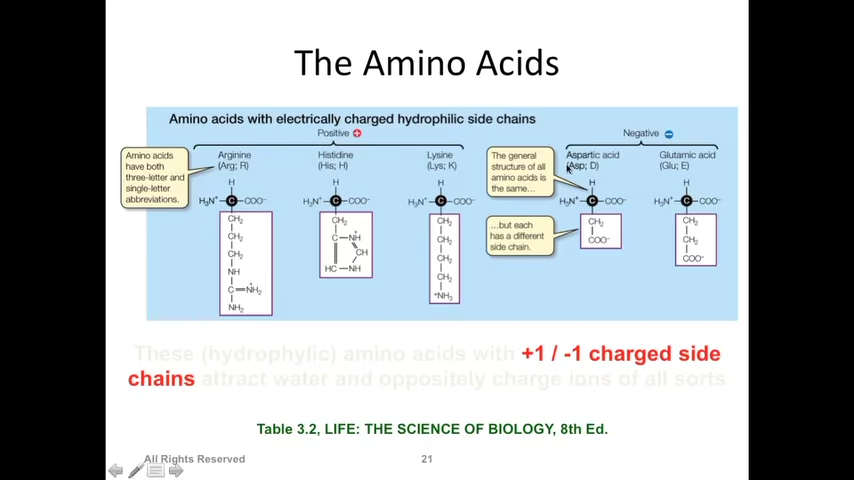 The Amino Acids
Amino acids with electrically charged hydrophilic side chains
Positive +
Negative −
Amino acids
have both
three-letter and
single-letter
abbreviations.
Arginine
(Arg; R)
H
H₃N⁺ C COO⁻
CH₂
CH₂
CH₂
NH
C=NH₂
+
NH₂
Histidine
(His; H)
H
H₃N⁺ C COO⁻
CH₂
C—NH
+
CH
HC—NH
Lysine
(Lys; K)
H
H₃N⁺ C COO⁻
CH₂
CH₂
CH₂
CH₂
⁺NH₃
The general
structure of all
amino acids is
the same…
…but each
has a different
side chain.
Aspartic acid
(Asp; D)
H
H₃N⁺ C COO⁻
CH₂
COO⁻
Glutamic acid
(Glu; E)
H
H₃N⁺ C COO⁻
CH₂
CH₂
COO⁻
These (hydrophylic) amino acids with +1 / -1 charged side
chains attract water and oppositely charge ions of all sorts
Table 3.2, LIFE: THE SCIENCE OF BIOLOGY, 8th Ed.
All Rights Reserved
21